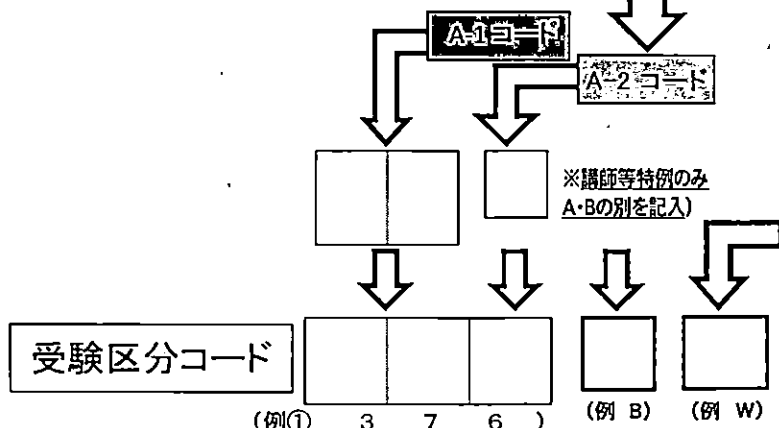 A-1コード
A-2コード
※講師等特例のみ
A・Bの別を記入)
受験区分コード
(例① 3 7 6 )
(例 B)
(例 W)